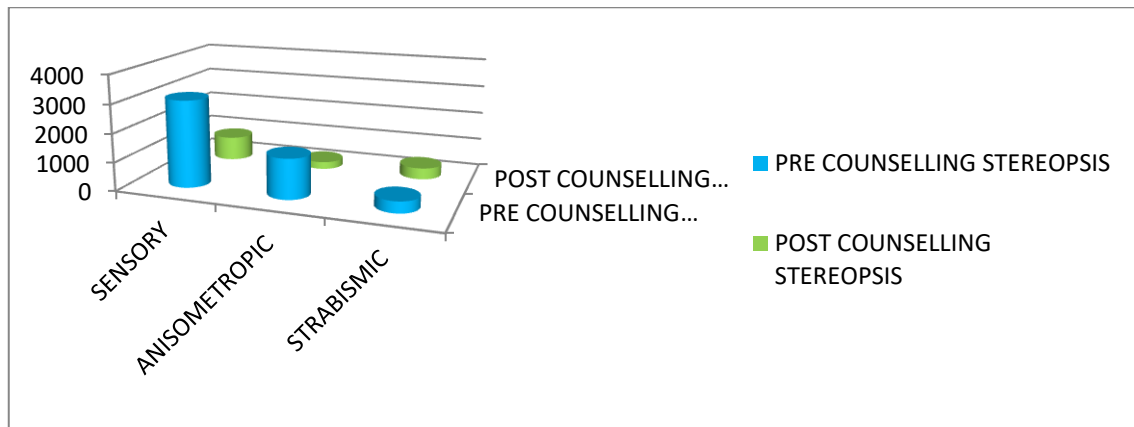 4000
3000
2000
1000
0
SENSORY
ANISOMETROPIC
STRABISMIC
POST COUNSELLING...
PRE COUNSELLING...
PRE COUNSELLING STEREOPSIS
POST COUNSELLING
STEREOPSIS